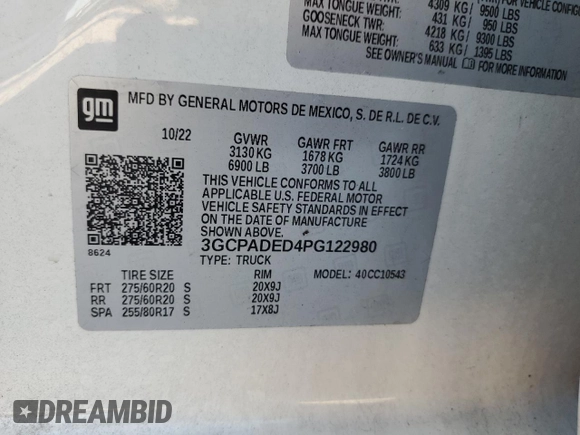 MAX TONGUE WEIGHT: 4309 KG/ 9500 LBS
GOOSENECK TWR: 431 KG/ 950 LBS
MAX TONGUE WEIGHT: 4218 KG/ 9300 LBS
633 KG/ 1395 LBS
SEE OWNER'S MANUAL FOR MORE INFORMATION
gm
MFD BY GENERAL MOTORS DE MEXICO, S. DE R.L. DE C.V.
10/22 GVWR GAWR FRT GAWR RR
3130 KG 1678 KG 1724 KG
6900 LB 3700 LB 3800 LB
THIS VEHICLE CONFORMS TO ALL
APPLICABLE U.S. FEDERAL MOTOR
VEHICLE SAFETY STANDARDS IN EFFECT
ON THE DATE OF MANUFACTURE
SHOWN ABOVE.
3GCPADED4PG122980
8624
TYPE: TRUCK MODEL: 40CC10543
TIRE SIZE RIM
FRT 275/60R20 S 20X9J
RR 275/60R20 S 20X9J
SPA 255/80R17 S 17X8J
DREAMBID